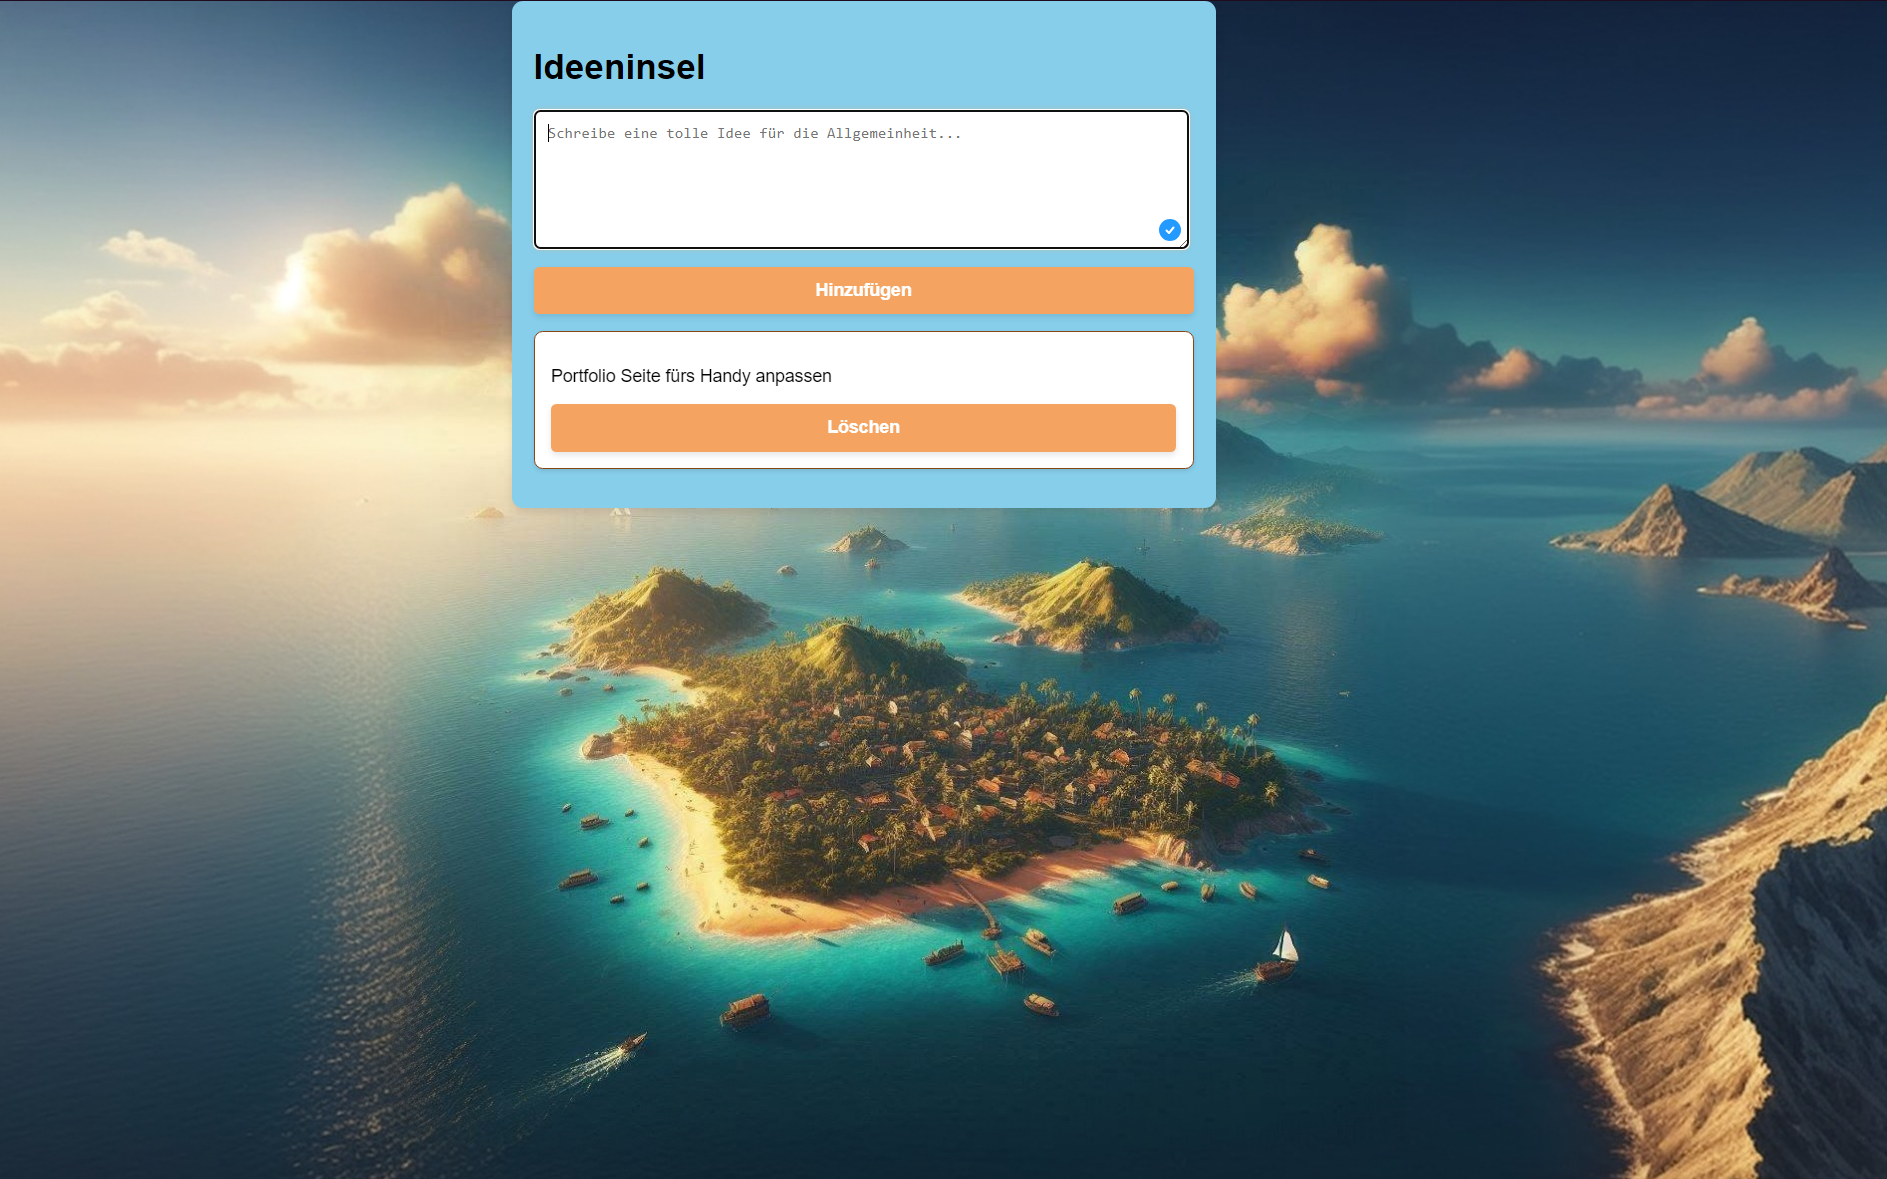 Ideeninsel
Schreibe eine tolle Idee für die Allgemeinheit...
Hinzufügen
Portfolio Seite fürs Handy anpassen
Löschen